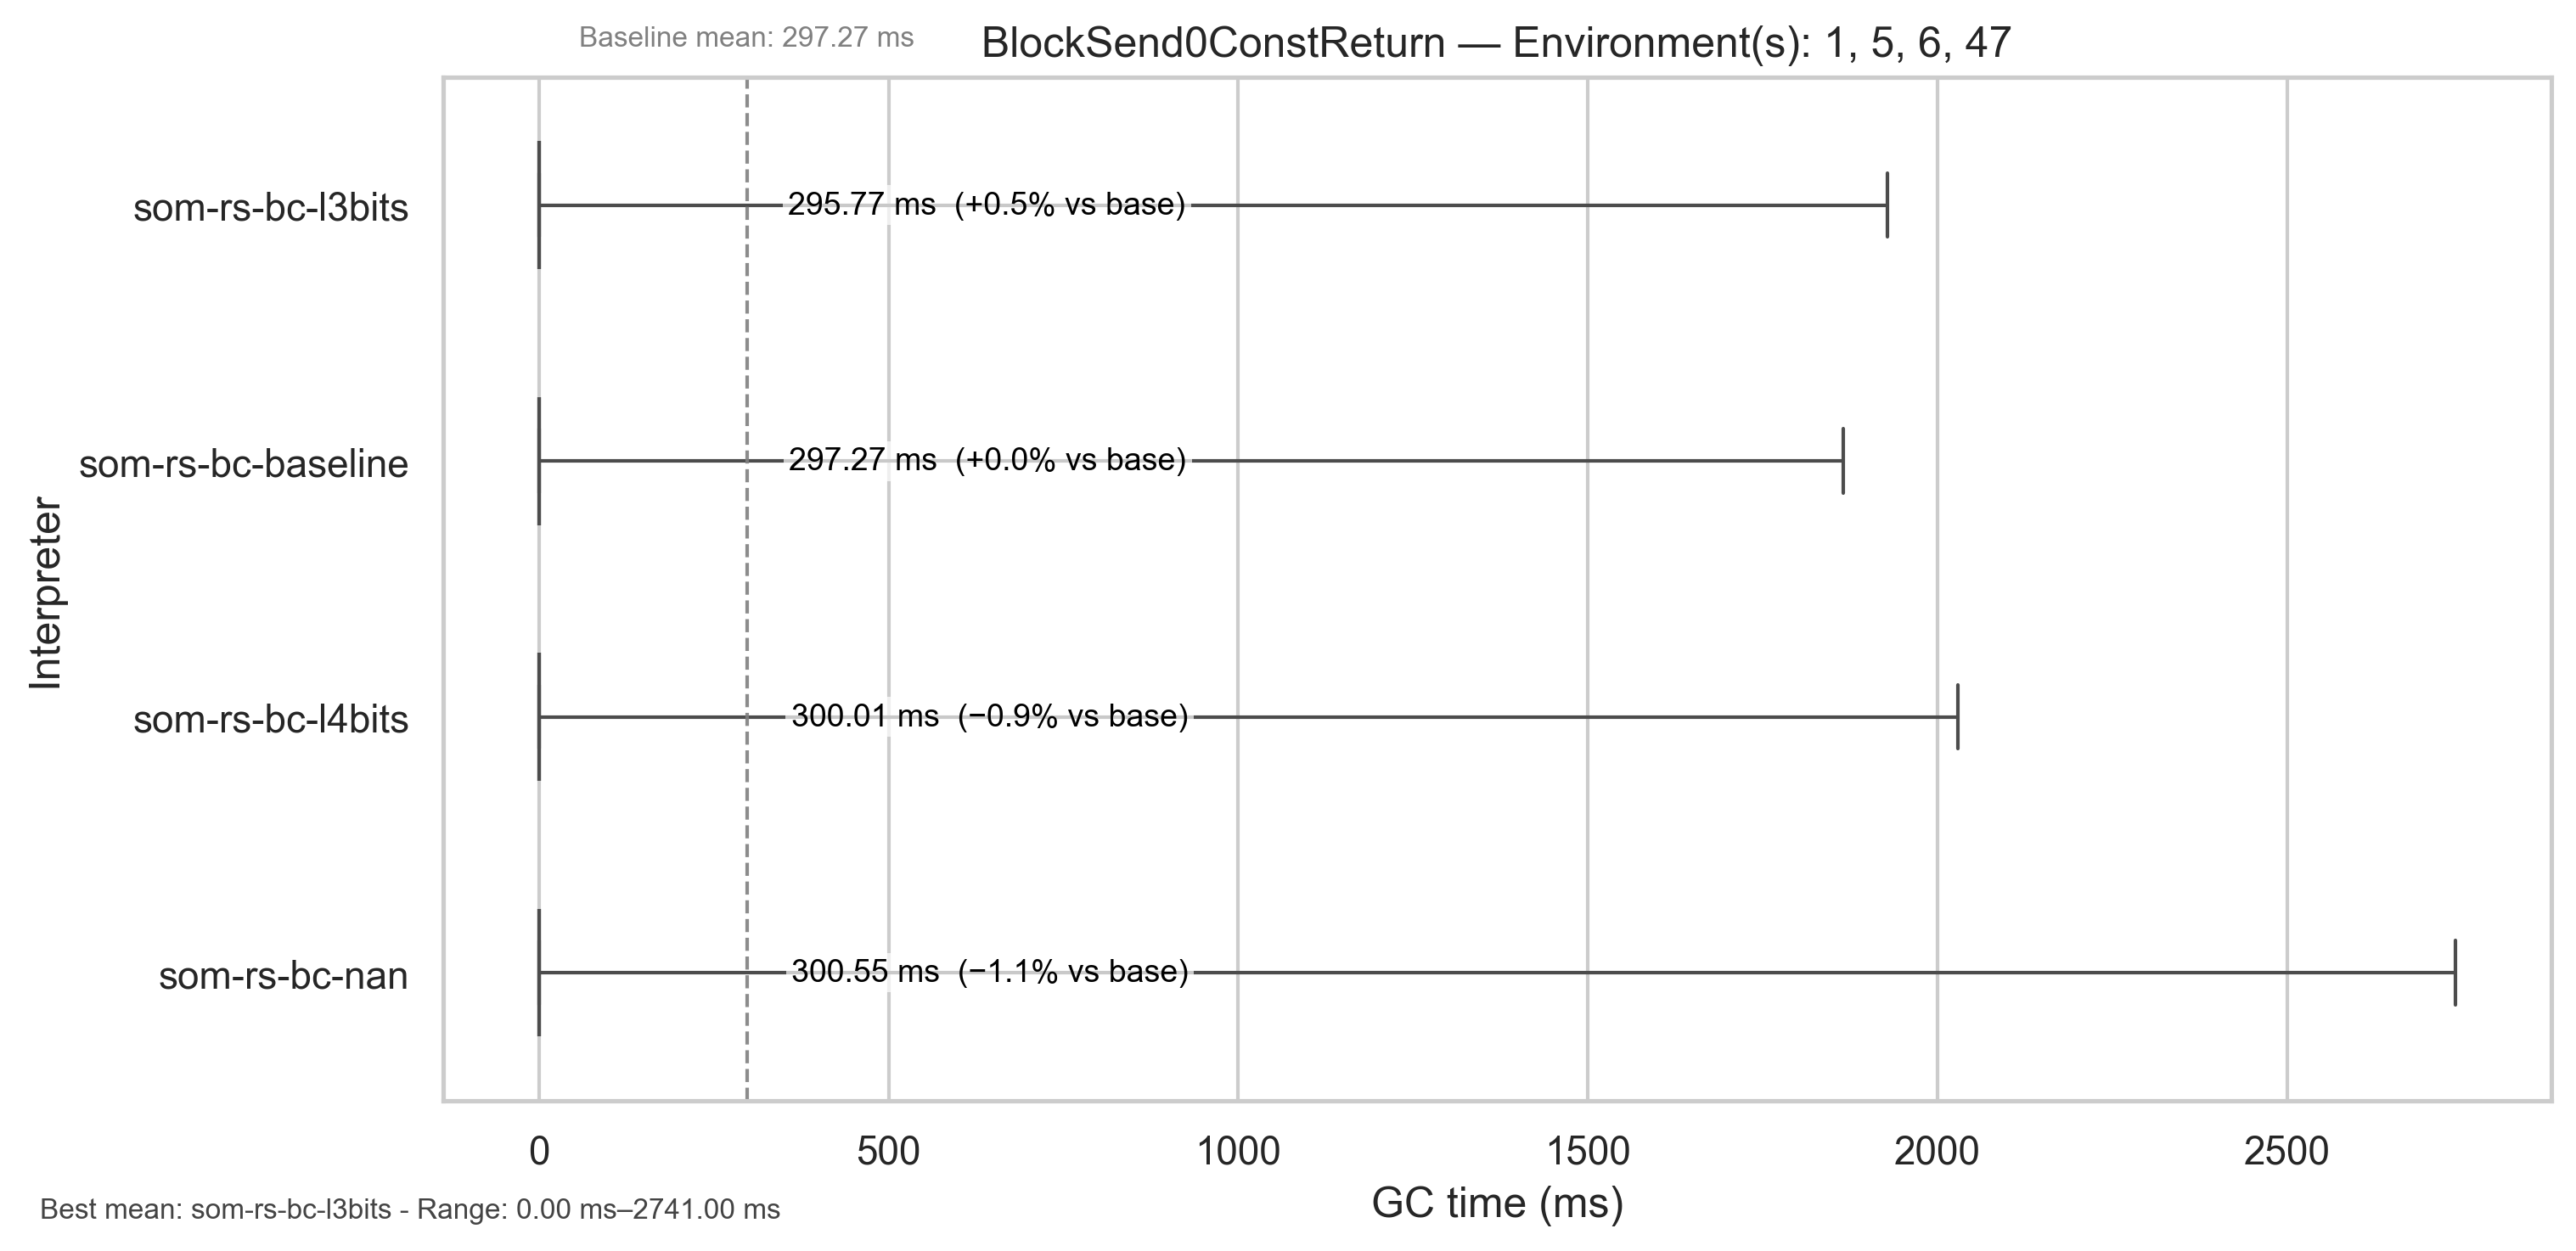 Baseline mean: 297.27 ms
BlockSend0ConstReturn — Environment(s): 1, 5, 6, 47
Interpreter
som-rs-bc-l3bits
295.77 ms (+0.5% vs base)
som-rs-bc-baseline
297.27 ms (+0.0% vs base)
som-rs-bc-l4bits
300.01 ms (−0.9% vs base)
som-rs-bc-nan
300.55 ms (−1.1% vs base)
0 500 1000 1500 2000 2500
GC time (ms)
Best mean: som-rs-bc-l3bits - Range: 0.00 ms–2741.00 ms